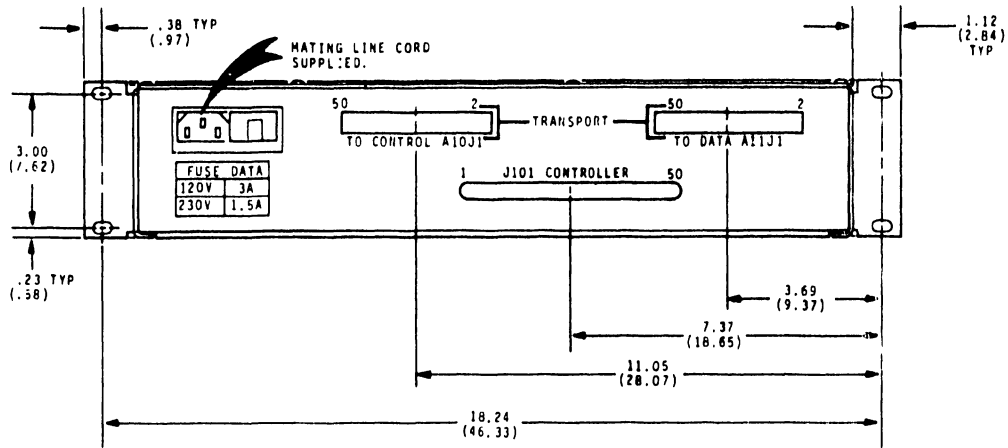 .38 TYP
(.97)
MATING LINE CORD
SUPPLIED.
1.12
(2.84)
TYP
50 2
TRANSPORT
50 2
TO CONTROL A10J1
TO DATA A11J1
3.00
(7.62)
FUSE DATA
120V 3A
230V 1.5A
1 J101 CONTROLLER 50
.23 TYP
(.58)
3.69
(9.37)
7.37
(18.65)
11.05
(28.07)
18.24
(46.33)